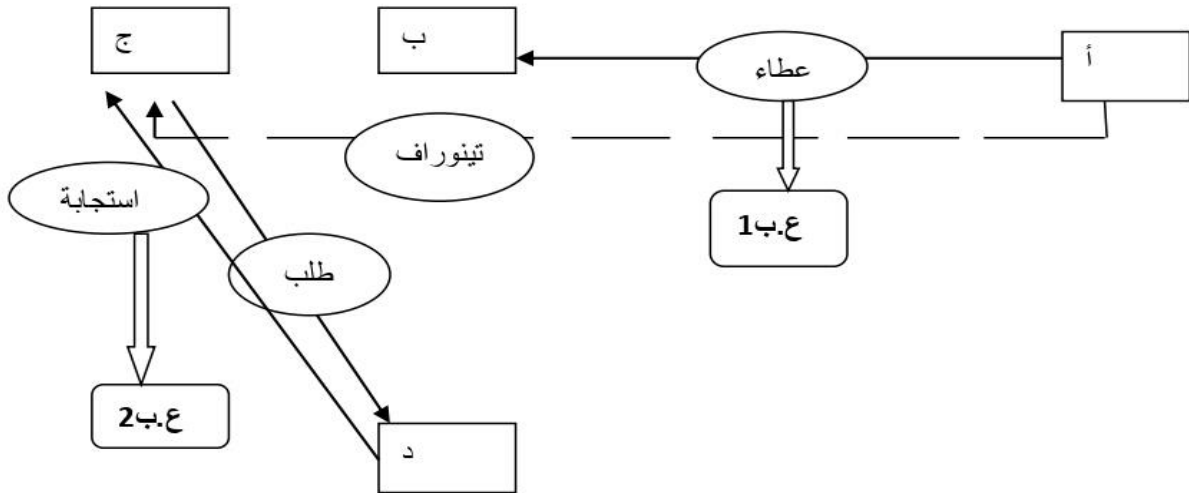 أ
عطاء
ب
ج
تينوراف
ع.ب1
استجابة
طلب
ع.ب2
د